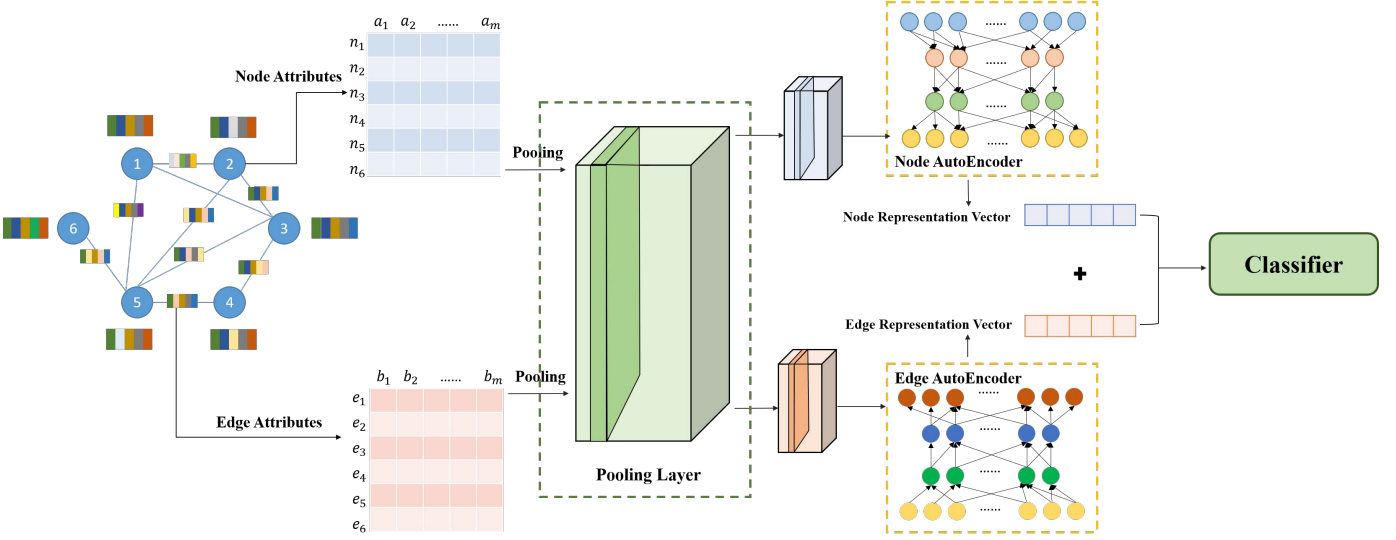 Node Attributes
a₁ a₂ …… aₘ
n₁
n₂
n₃
n₄
n₅
n₆
1
2
3
4
5
6
Edge Attributes
b₁ b₂ …… bₘ
e₁
e₂
e₃
e₄
e₅
e₆
Pooling
Pooling
Pooling Layer
……
……
……
……
Node AutoEncoder
Node Representation Vector
+
Edge Representation Vector
Edge AutoEncoder
……
……
……
……
Classifier